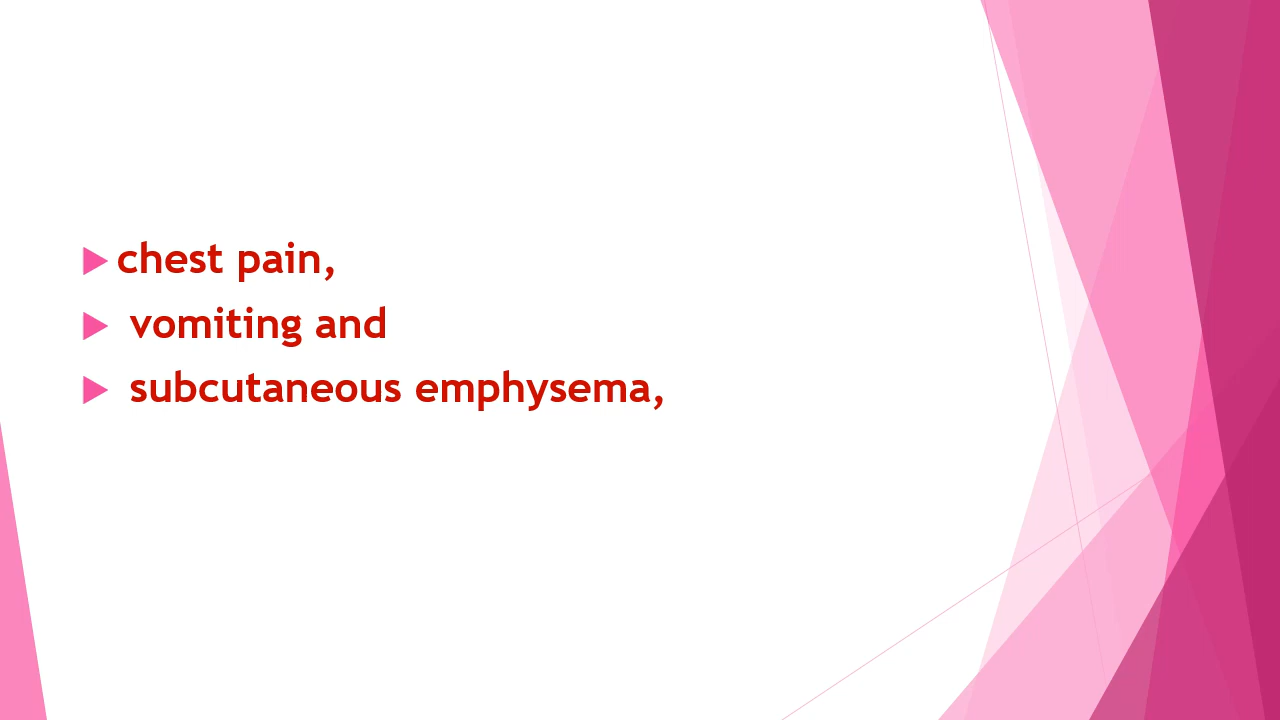 chest pain,
vomiting and
subcutaneous emphysema,